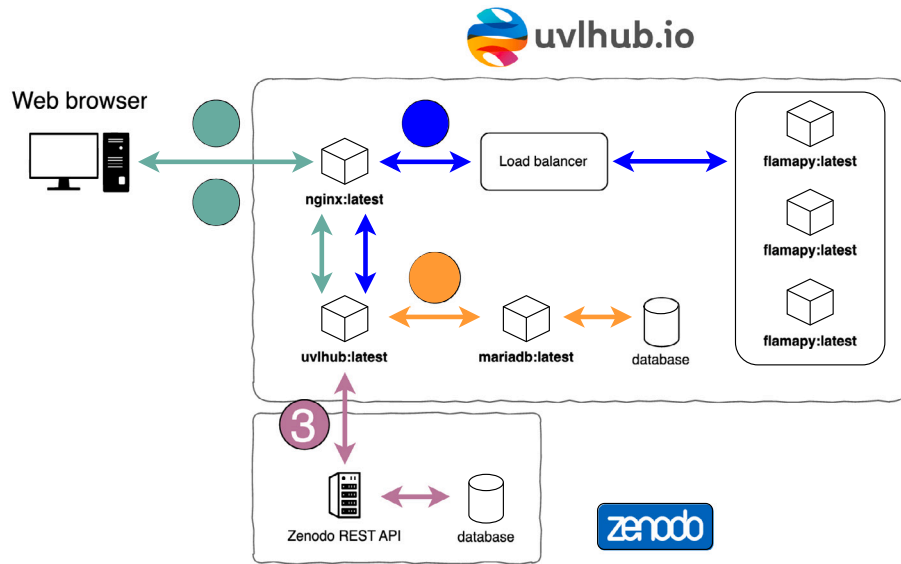 uvlhub.io
Web browser
nginx:latest
Load balancer
flamapy:latest
flamapy:latest
flamapy:latest
uvlhub:latest
mariadb:latest
database
3
Zenodo REST API
database
zenodo